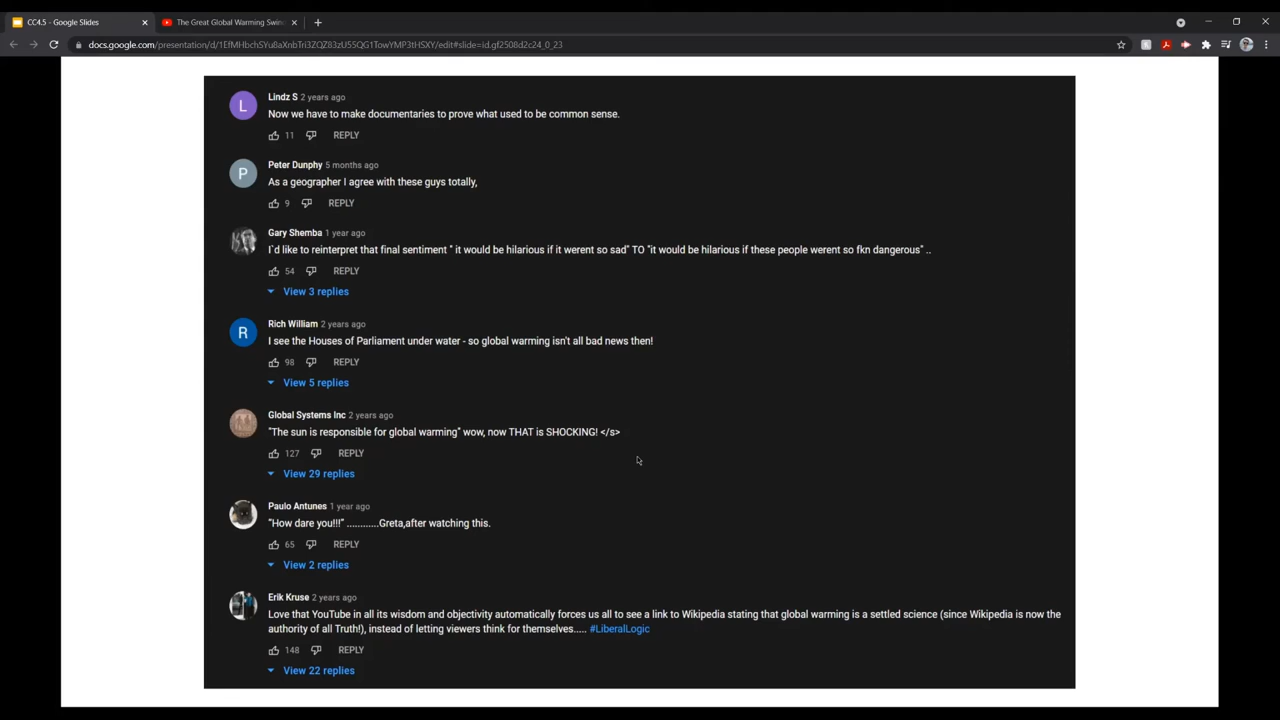 CC4.5 - Google Slides
The Great Global Warming Swin
docs.google.com/presentation/d/1EfMHbchSYu8aXnbTrI3ZQZ83zU55QG1TowYMP3tHSXY/edit#slide=id.gf2508d2c24_0_23
L
Lindz S 2 years ago
Now we have to make documentaries to prove what used to be common sense.
11 REPLY
P
Peter Dunphy 5 months ago
As a geographer I agree with these guys totally,
9 REPLY
Gary Shemba 1 year ago
I`d like to reinterpret that final sentiment " it would be hilarious if it werent so sad" TO "it would be hilarious if these people werent so fkn dangerous" ..
54 REPLY
View 3 replies
R
Rich William 2 years ago
I see the Houses of Parliament under water - so global warming isn't all bad news then!
98 REPLY
View 5 replies
Global Systems Inc 2 years ago
"The sun is responsible for global warming" wow, now THAT is SHOCKING! </s>
127 REPLY
View 29 replies
Paulo Antunes 1 year ago
"How dare you!!!" ............Greta,after watching this.
65 REPLY
View 2 replies
Erik Kruse 2 years ago
Love that YouTube in all its wisdom and objectivity automatically forces us all to see a link to Wikipedia stating that global warming is a settled science (since Wikipedia is now the
authority of all Truth!), instead of letting viewers think for themselves..... #LiberalLogic
148 REPLY
View 22 replies